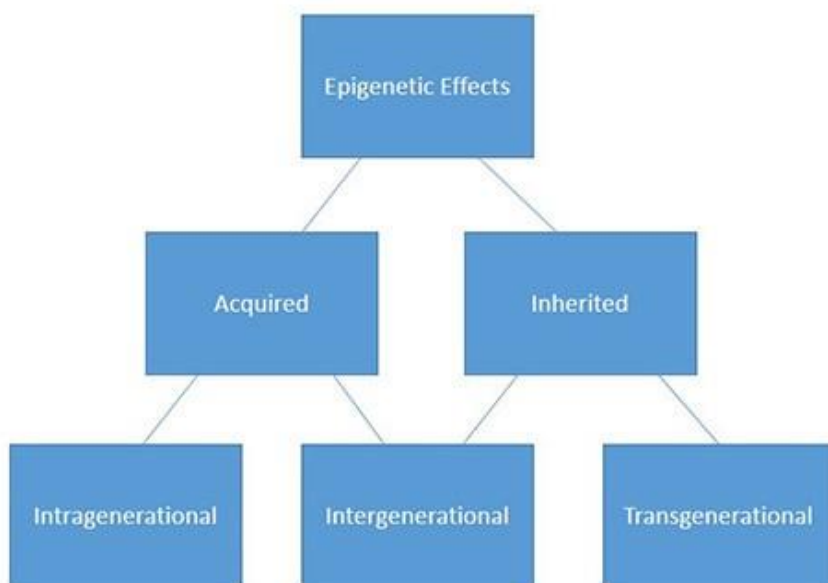 Epigenetic Effects
Acquired
Inherited
Intragenerational
Intergenerational
Transgenerational